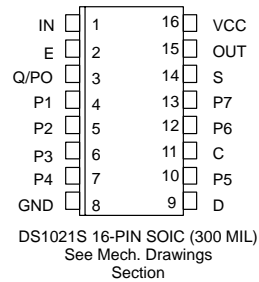 IN 1 16 VCC
E 2 15 OUT
Q/PO 3 14 S
P1 4 13 P7
P2 5 12 P6
P3 6 11 C
P4 7 10 P5
GND 8 9 D
DS1021S 16-PIN SOIC (300 MIL)
See Mech. Drawings
Section